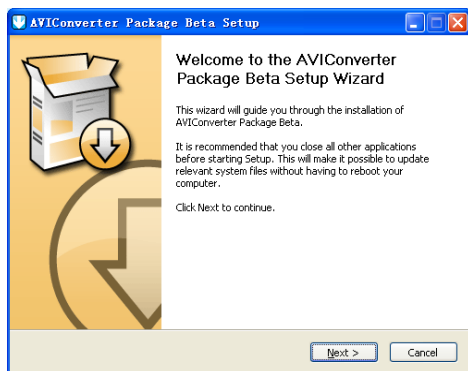 AVIConverter Package Beta Setup
Welcome to the AVIConverter
Package Beta Setup Wizard
This wizard will guide you through the installation of
AVIConverter Package Beta.
It is recommended that you close all other applications
before starting Setup. This will make it possible to update
relevant system files without having to reboot your
computer.
Click Next to continue.
Next >
Cancel